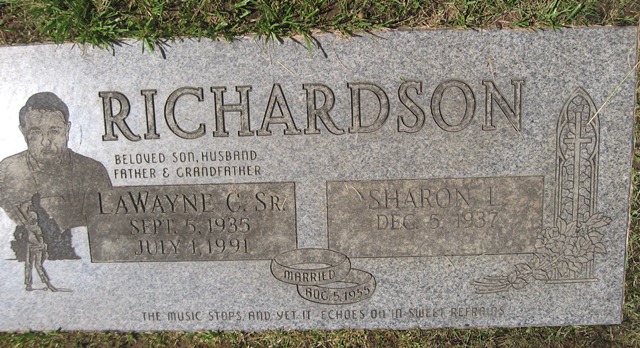 RICHARDSON
BELOVED SON, HUSBAND
FATHER & GRANDFATHER
LAWAYNE C. SR.
SEPT. 5, 1935
JULY 1, 1991
SHARON L.
DEC. 5, 1937
MARRIED
AUG. 5, 1955
THE MUSIC STOPS, AND YET IT ECHOES ON IN SWEET REFRAINS